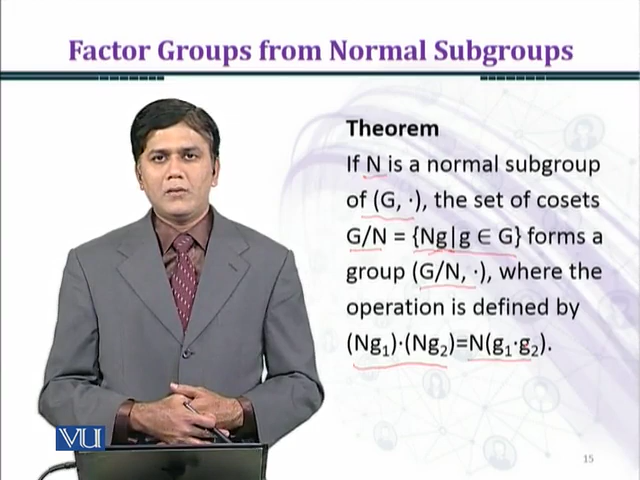 Factor Groups from Normal Subgroups
Theorem
If N is a normal subgroup
of (G, ·), the set of cosets
G/N = {Ng|g ∈ G} forms a
group (G/N, ·), where the
operation is defined by
(Ng₁)·(Ng₂)=N(g₁·g₂).
VU
15